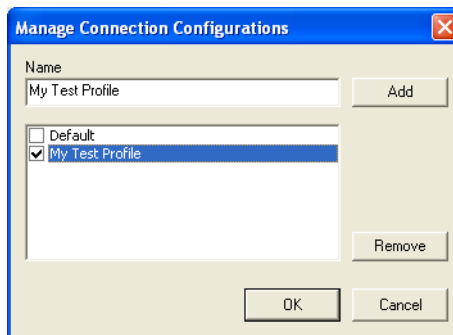 Manage Connection Configurations
Name
My Test Profile
Add
Default
My Test Profile
Remove
OK
Cancel